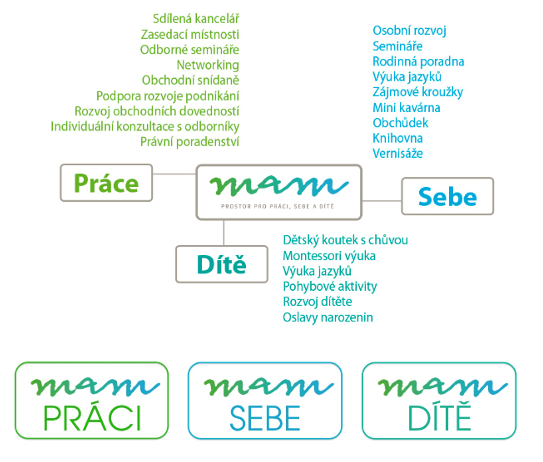 Sdílená kancelář
Zasedací místnosti
Odborné semináře
Networking
Obchodní snídaně
Podpora rozvoje podnikání
Rozvoj obchodních dovedností
Individuální konzultace s odborníky
Právní poradenství
Osobní rozvoj
Semináře
Rodinná poradna
Výuka jazyků
Zájmové kroužky
Mini kavárna
Obchůdek
Knihovna
Vernisáže
Práce
mam
PROSTOR PRO PRÁCI, SEBE A DÍTĚ
Sebe
Dítě
Dětský koutek s chůvou
Montessori výuka
Výuka jazyků
Pohybové aktivity
Rozvoj dítěte
Oslavy narozenin
mam
PRÁCI
mam
SEBE
mam
DÍTĚ